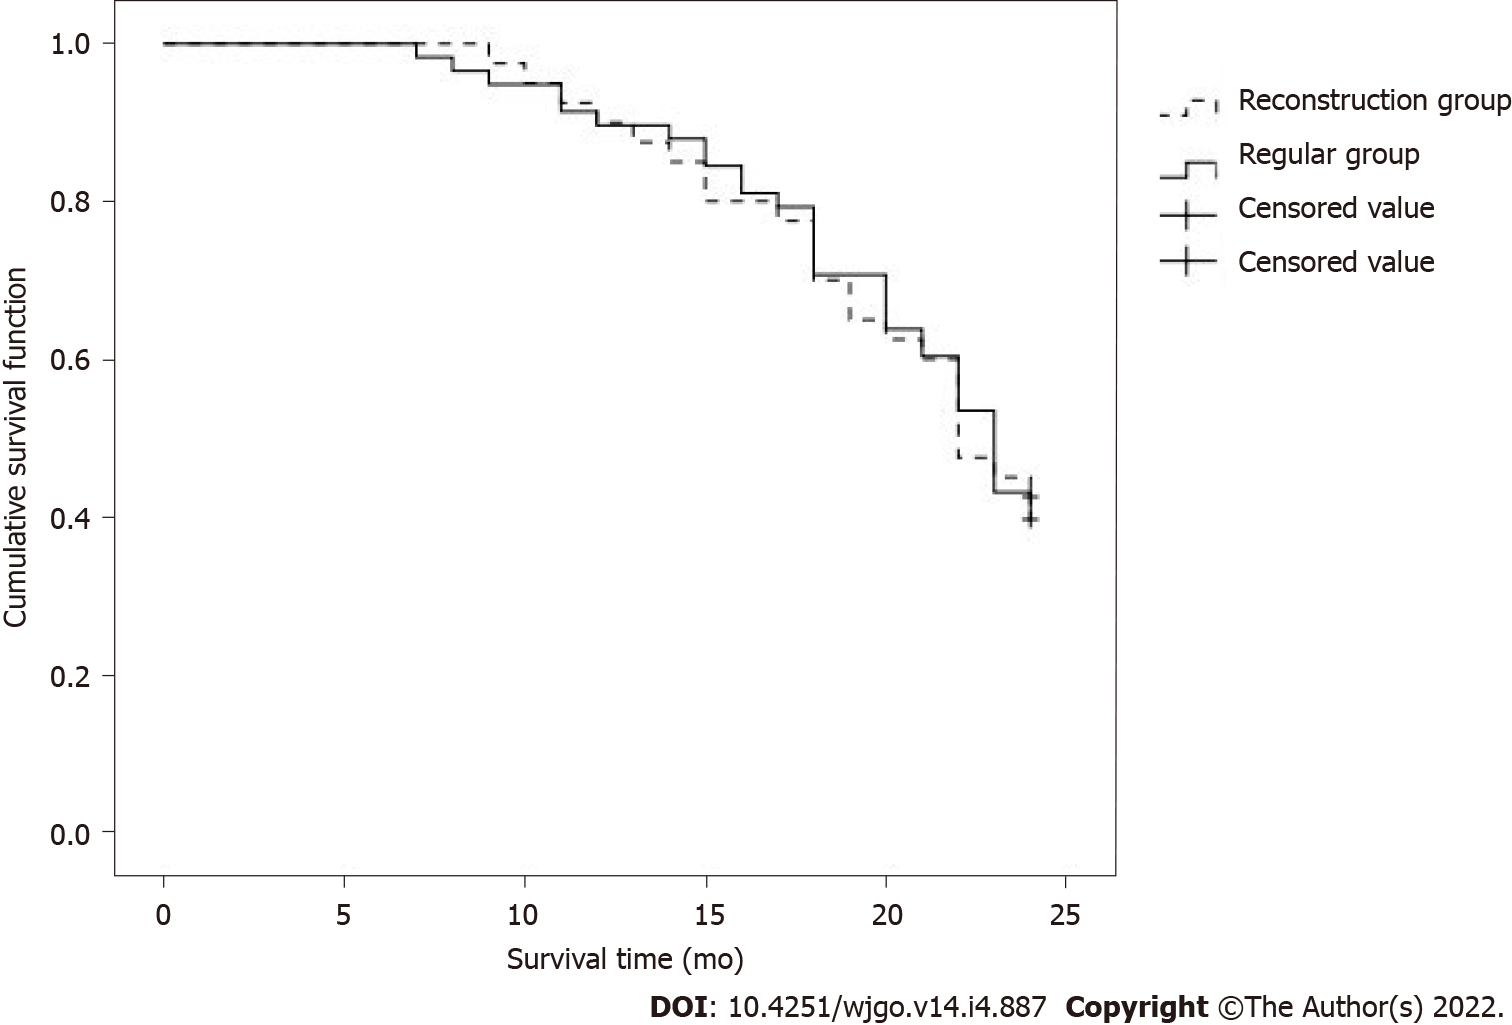 1.0
0.8
0.6
0.4
0.2
0.0
Cumulative survival function
0 5 10 15 20 25
Survival time (mo)
Reconstruction group
Regular group
Censored value
Censored value
DOI: 10.4251/wjgo.v14.i4.887 Copyright ©The Author(s) 2022.